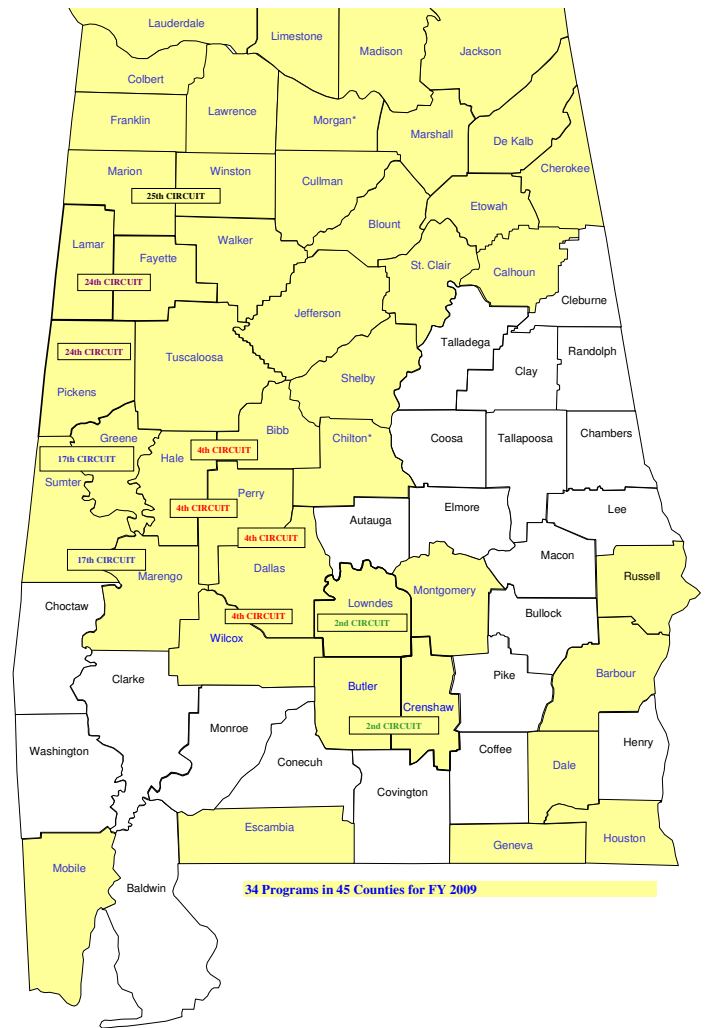 Lauderdale
Limestone
Madison
Jackson
Colbert
Franklin
Lawrence
Morgan*
Marshall
De Kalb
Cherokee
Marion
Winston
Cullman
Etowah
25th CIRCUIT
Blount
Lamar
Fayette
Walker
St. Clair
Calhoun
24th CIRCUIT
Cleburne
Jefferson
Talladega
Randolph
24th CIRCUIT
Tuscaloosa
Clay
Shelby
Pickens
Greene
Hale
Bibb
Chilton*
Coosa
Tallapoosa
Chambers
4th CIRCUIT
17th CIRCUIT
Sumter
Perry
4th CIRCUIT
Autauga
Elmore
Lee
4th CIRCUIT
Macon
17th CIRCUIT
Marengo
Dallas
Montgomery
Russell
Choctaw
Lowndes
Bullock
4th CIRCUIT
2nd CIRCUIT
Wilcox
Clarke
Butler
Crenshaw
Pike
Barbour
Monroe
2nd CIRCUIT
Washington
Conecuh
Coffee
Henry
Dale
Covington
Escambia
Geneva
Houston
Mobile
Baldwin
34 Programs in 45 Counties for FY 2009